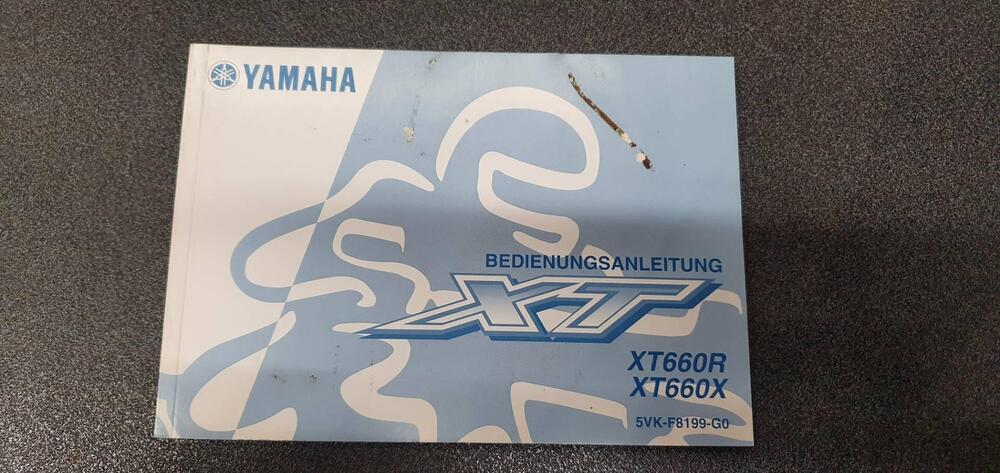 YAMAHA
BEDIENUNGSANLEITUNG
XT
XT660R
XT660X
5VK-F8199-G0